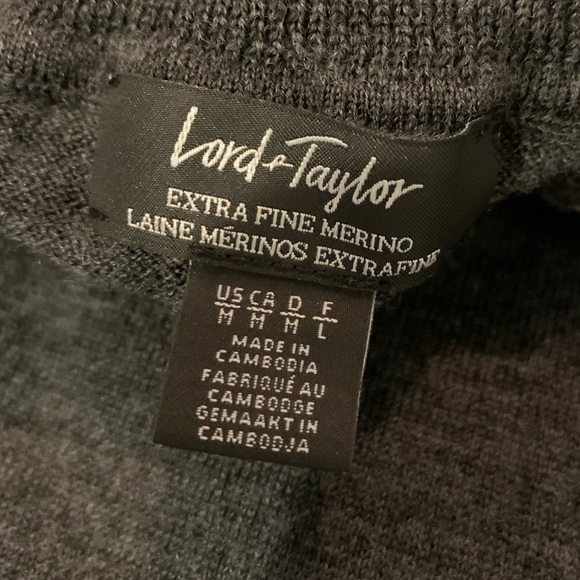 Lord & Taylor
EXTRA FINE MERINO
LAINE MÉRINOS EXTRAFINE
US CA D F
M M M L
MADE IN
CAMBODIA
FABRIQUÉ AU
CAMBODGE
GEMAAKT IN
CAMBODJA